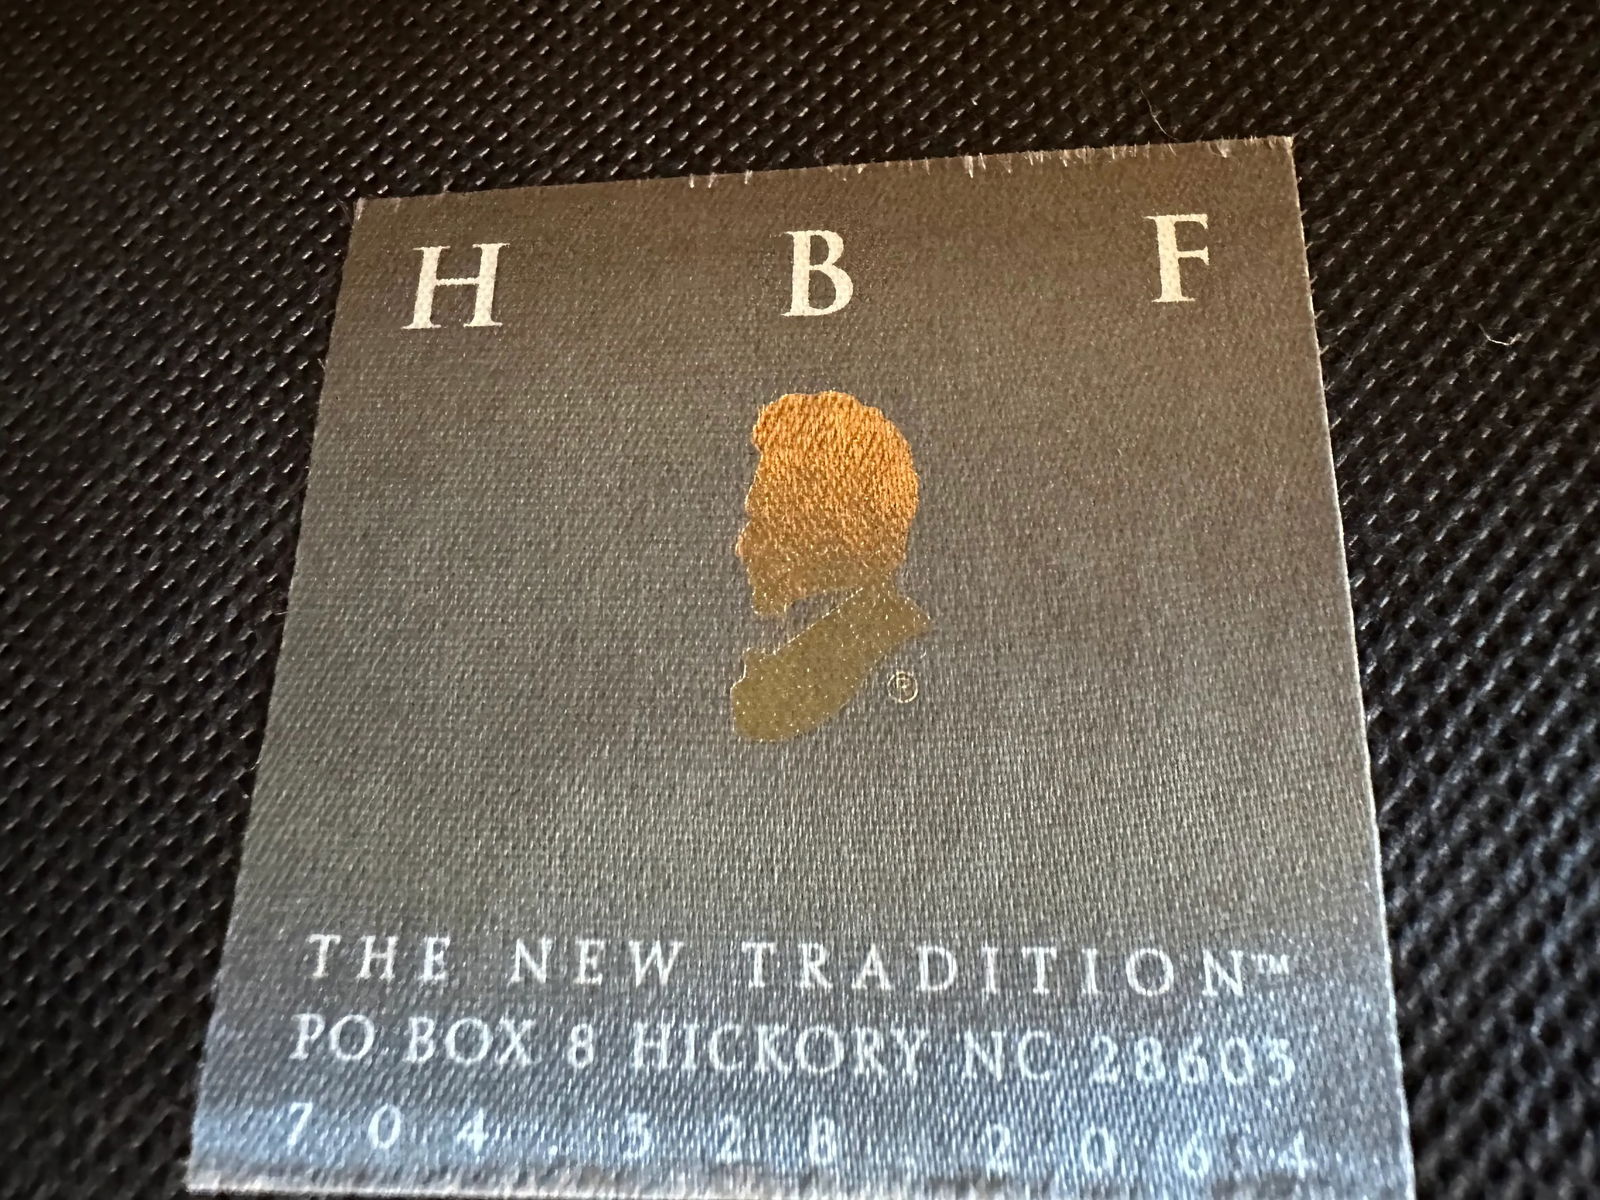 H B F
®
THE NEW TRADITION™
PO BOX 8 HICKORY NC 28603
704.328.2064